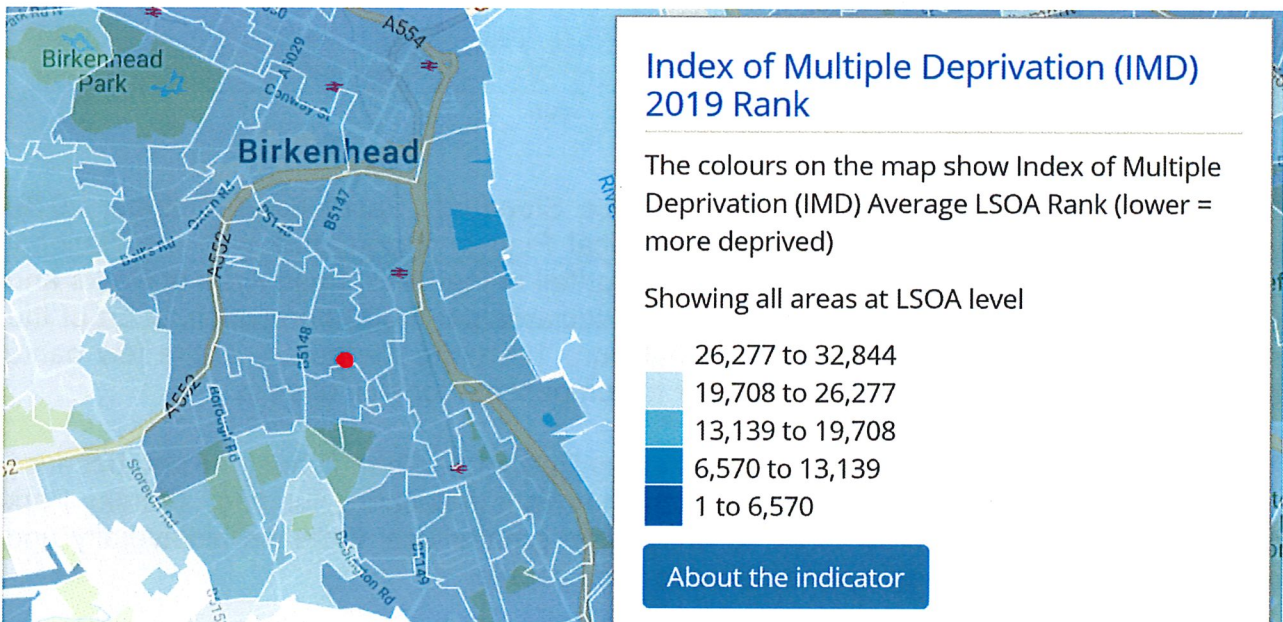 A554
Birkenhead
Park
A5029
Conway St
Birkenhead
B5147
A552
Balls Rd
B5148
A552
Borough Rd
Storeton Rd
Bebington Rd
B5149
Index of Multiple Deprivation (IMD)
2019 Rank
The colours on the map show Index of Multiple
Deprivation (IMD) Average LSOA Rank (lower =
more deprived)
Showing all areas at LSOA level
26,277 to 32,844
19,708 to 26,277
13,139 to 19,708
6,570 to 13,139
1 to 6,570
About the indicator